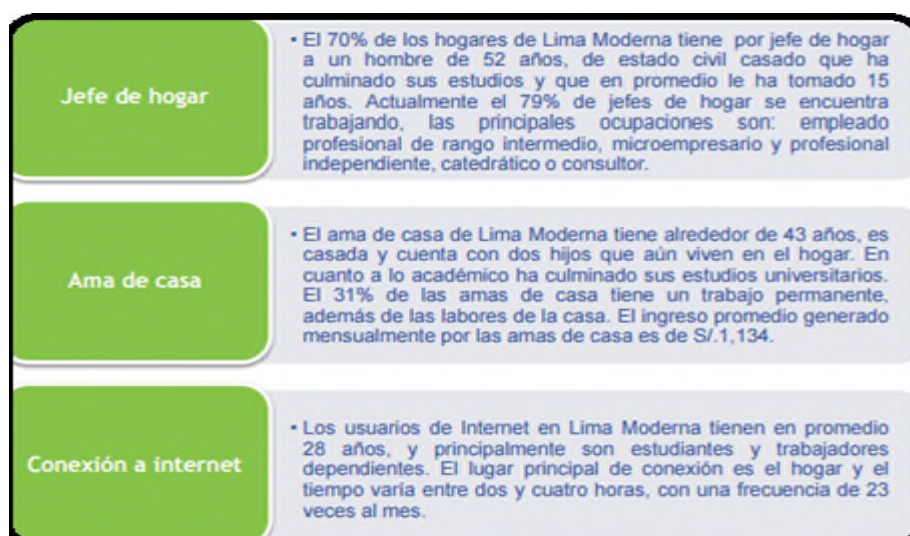 Jefe de hogar
• El 70% de los hogares de Lima Moderna tiene por jefe de hogar
a un hombre de 52 años, de estado civil casado que ha
culminado sus estudios y que en promedio le ha tomado 15
años. Actualmente el 79% de jefes de hogar se encuentra
trabajando, las principales ocupaciones son: empleado
profesional de rango intermedio, microempresario y profesional
independiente, catedrático o consultor.
Ama de casa
• El ama de casa de Lima Moderna tiene alrededor de 43 años, es
casada y cuenta con dos hijos que aún viven en el hogar. En
cuanto a lo académico ha culminado sus estudios universitarios.
El 31% de las amas de casa tiene un trabajo permanente,
además de las labores de la casa. El ingreso promedio generado
mensualmente por las amas de casa es de S/.1,134.
Conexión a internet
• Los usuarios de Internet en Lima Moderna tienen en promedio
28 años, y principalmente son estudiantes y trabajadores
dependientes. El lugar principal de conexión es el hogar y el
tiempo varía entre dos y cuatro horas, con una frecuencia de 23
veces al mes.